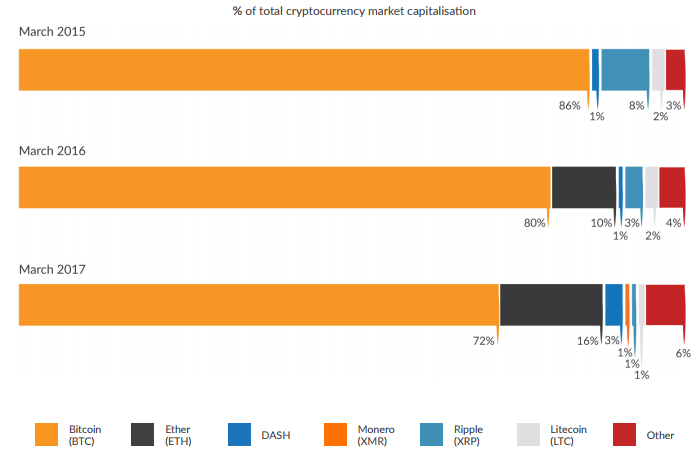 % of total cryptocurrency market capitalisation
March 2015
86%
8%
3%
1%
2%
March 2016
80%
10%
3%
4%
1%
2%
March 2017
72%
16%
3%
1%
6%
1%
1%
Bitcoin
(BTC)
Ether
(ETH)
DASH
Monero
(XMR)
Ripple
(XRP)
Litecoin
(LTC)
Other